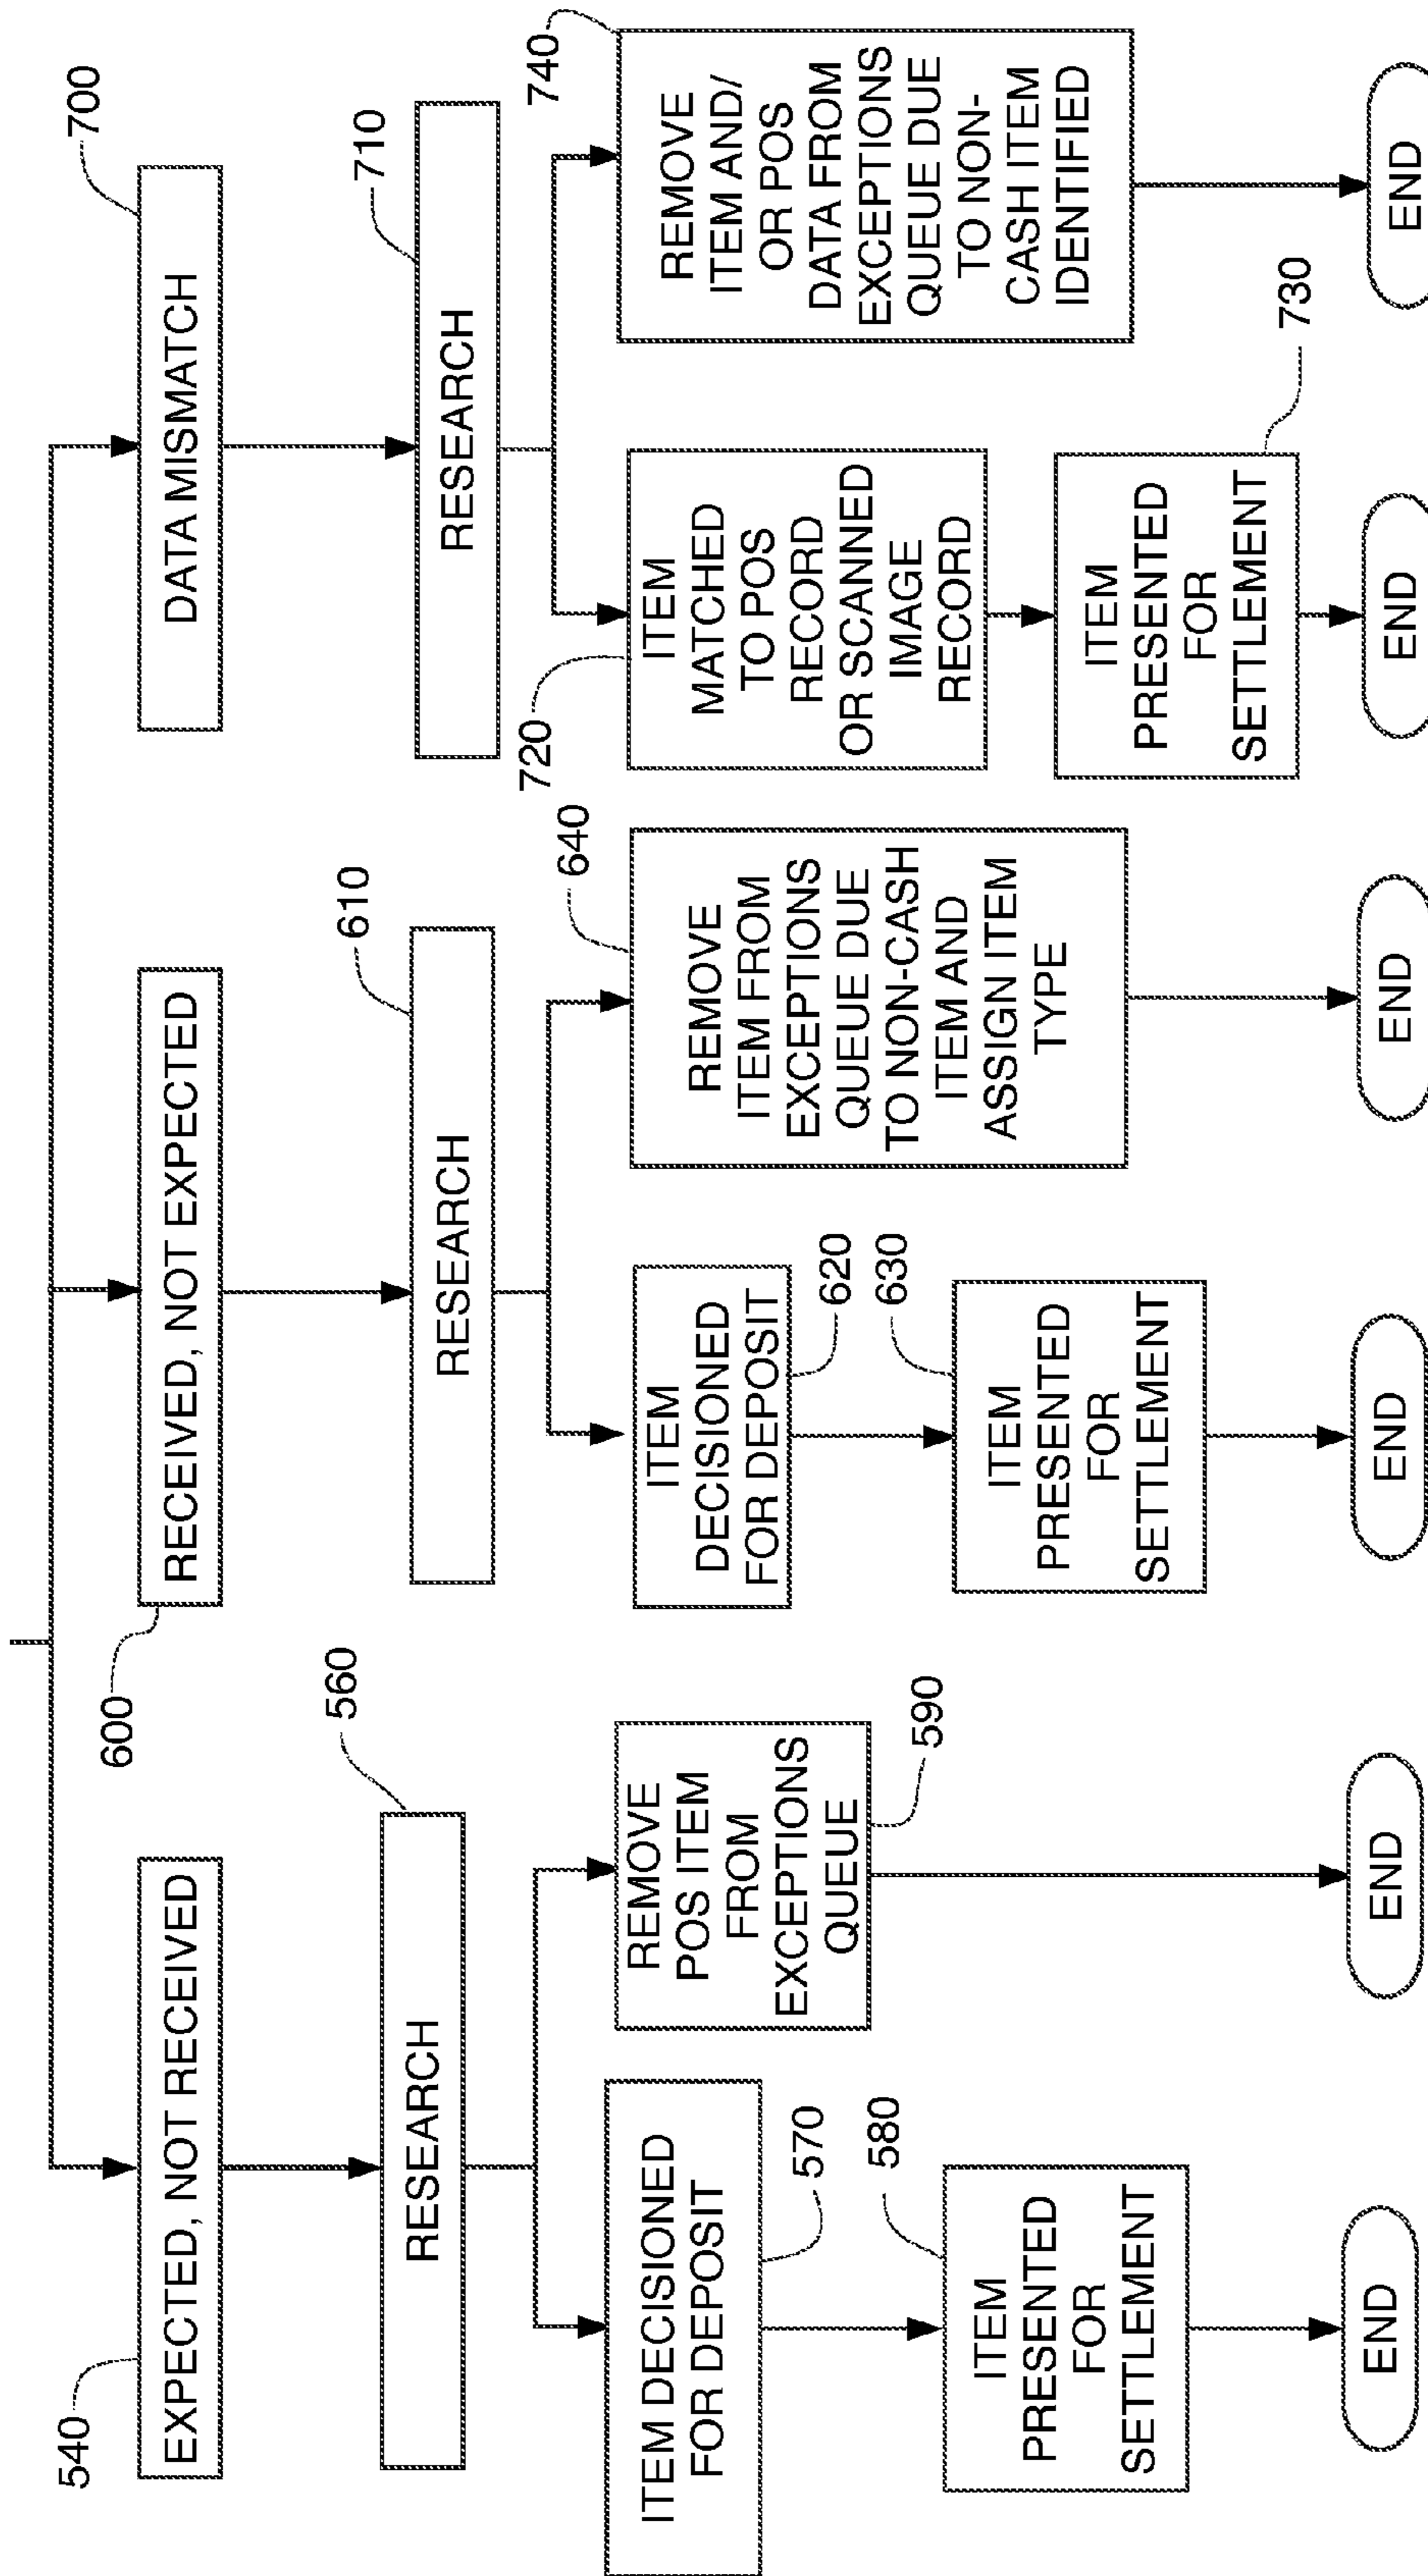 540
EXPECTED, NOT RECEIVED
600
RECEIVED, NOT EXPECTED
700
DATA MISMATCH
560
RESEARCH
610
RESEARCH
710
RESEARCH
ITEM DECISIONED
FOR DEPOSIT
570
580
ITEM
PRESENTED
FOR
SETTLEMENT
END
REMOVE
POS ITEM
FROM
EXCEPTIONS
QUEUE
590
END
ITEM
DECISIONED
FOR DEPOSIT
620
630
ITEM
PRESENTED
FOR
SETTLEMENT
END
640
REMOVE
ITEM FROM
EXCEPTIONS
QUEUE DUE
TO NON-CASH
ITEM AND
ASSIGN ITEM
TYPE
END
720
ITEM
MATCHED
TO POS
RECORD
OR SCANNED
IMAGE
RECORD
730
ITEM
PRESENTED
FOR
SETTLEMENT
END
740
REMOVE
ITEM AND/
OR POS
DATA FROM
EXCEPTIONS
QUEUE DUE
TO NON-
CASH ITEM
IDENTIFIED
END